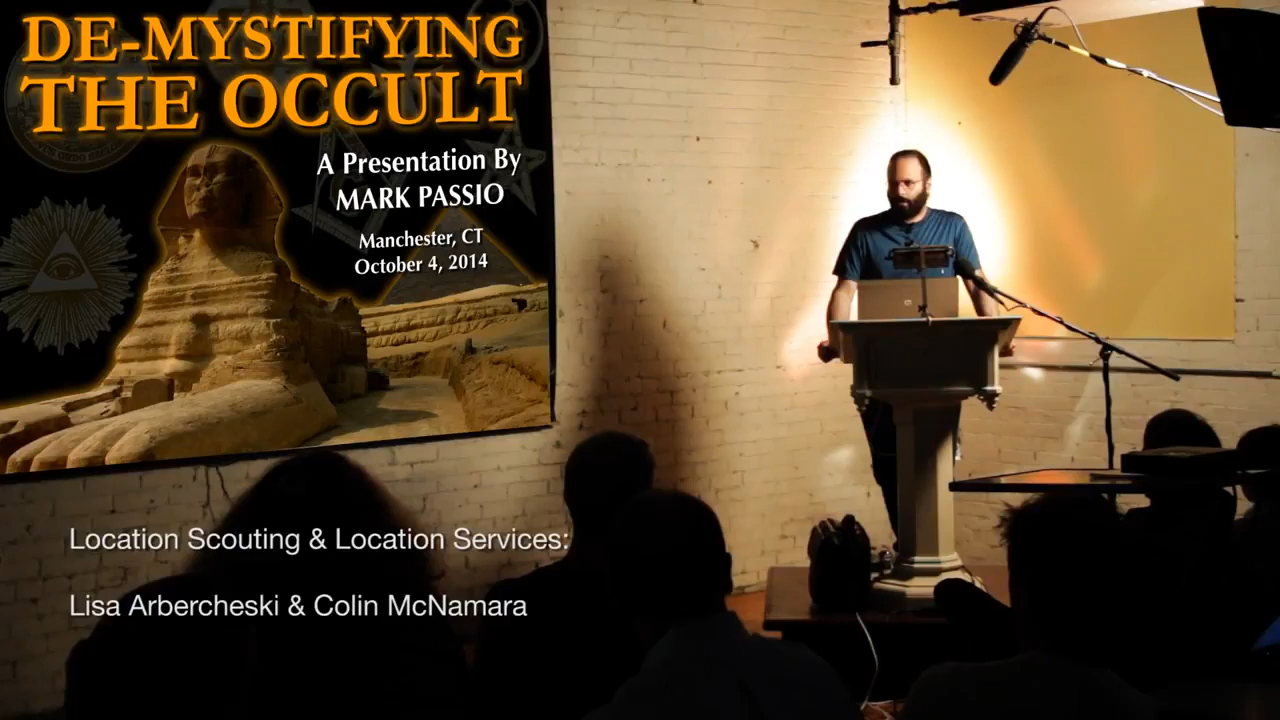 DE-MYSTIFYING
THE OCCULT
A Presentation By
MARK PASSIO
Manchester, CT
October 4, 2014
Location Scouting & Location Services:
Lisa Arbercheski & Colin McNamara